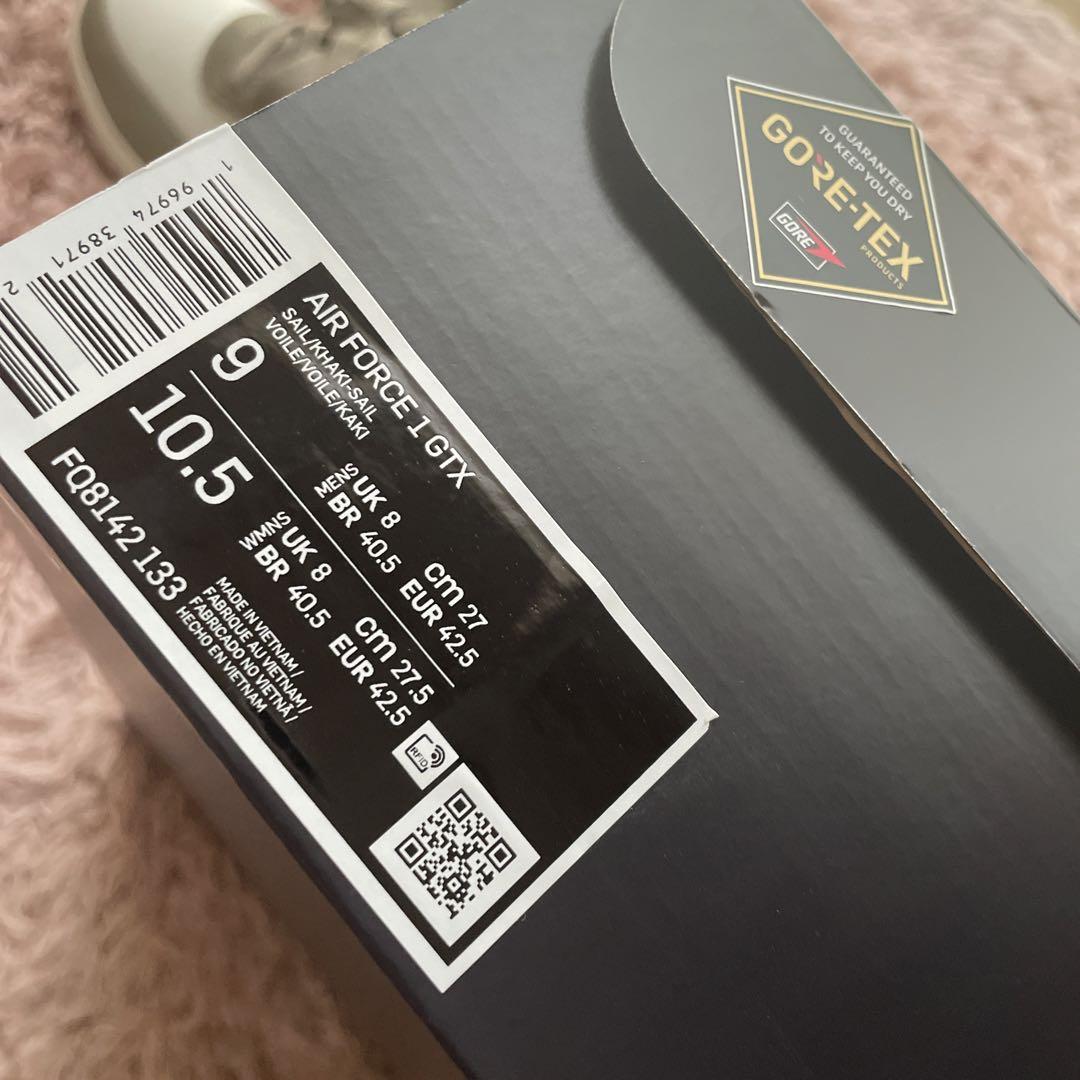 GUARANTEED
TO KEEP YOU DRY
GORE-TEX
PRODUCTS
GORE
1 96974 38971 2
AIR FORCE 1 GTX
SAIL/KHAKI-SAIL
VOILE/VOILE/KAKI
9
MENS UK 8 cm 27
BR 40.5 EUR 42.5
10.5
WMNS UK 8 cm 27.5
BR 40.5 EUR 42.5
FQ8142 133
MADE IN VIETNAM/
FABRIQUE AU VIETNAM/
FABRICADO NO VIETNÃ/
HECHO EN VIETNAM
RFID